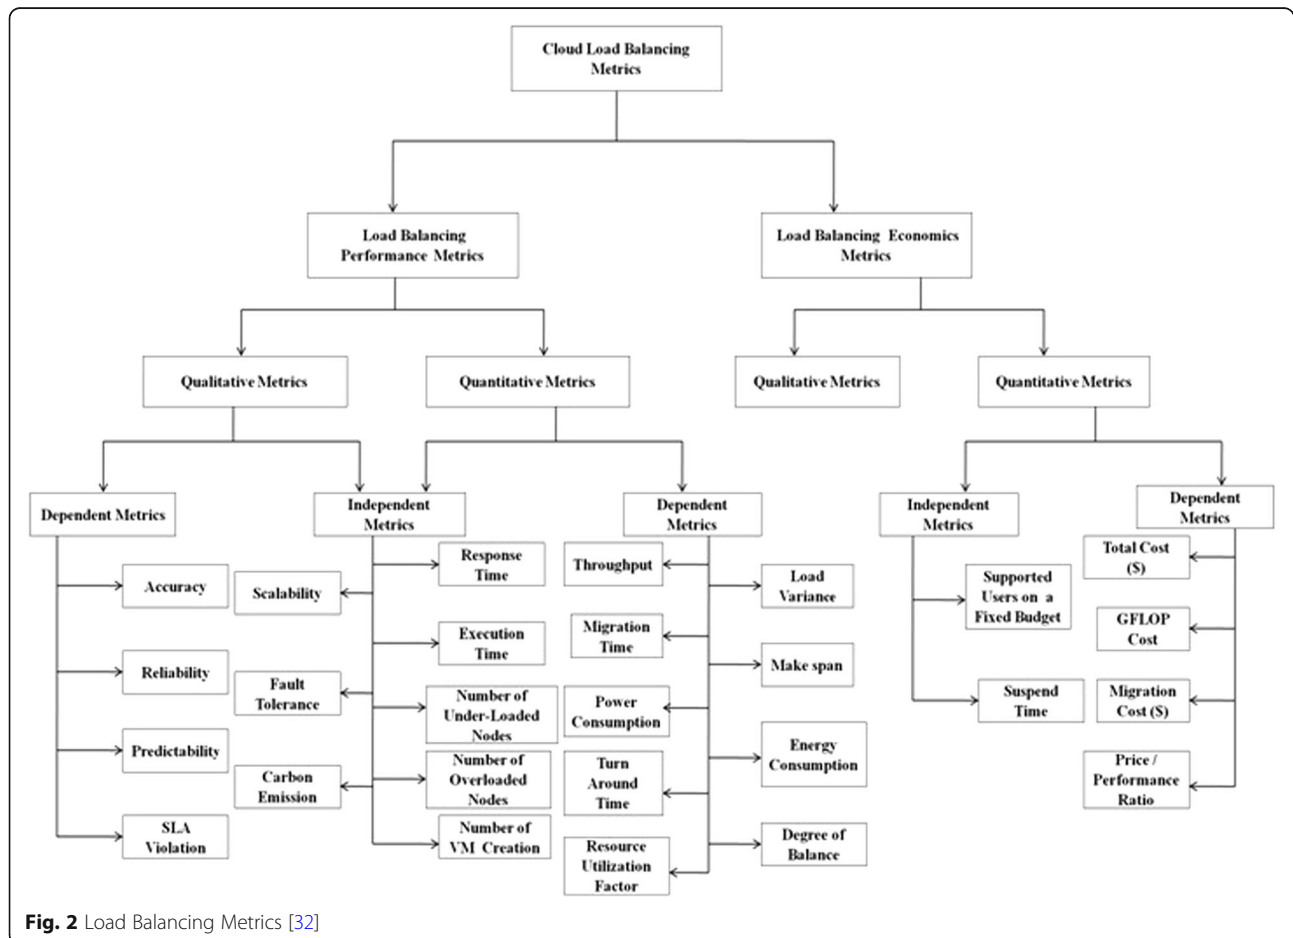 Cloud Load Balancing
Metrics
Load Balancing
Performance Metrics
Load Balancing Economics
Metrics
Qualitative Metrics
Quantitative Metrics
Qualitative Metrics
Quantitative Metrics
Dependent Metrics
Independent
Metrics
Dependent
Metrics
Independent
Metrics
Dependent
Metrics
Accuracy
Reliability
Predictability
SLA
Violation
Scalability
Fault
Tolerance
Carbon
Emission
Response
Time
Execution
Time
Number of
Under-Loaded
Nodes
Number of
Overloaded
Nodes
Number of
VM Creation
Throughput
Migration
Time
Power
Consumption
Turn
Around
Time
Resource
Utilization
Factor
Load
Variance
Make span
Energy
Consumption
Degree of
Balance
Supported
Users on a
Fixed Budget
Suspend
Time
Total Cost
($)
GFLOP
Cost
Migration
Cost ($)
Price /
Performance
Ratio
Fig. 2 Load Balancing Metrics [32]